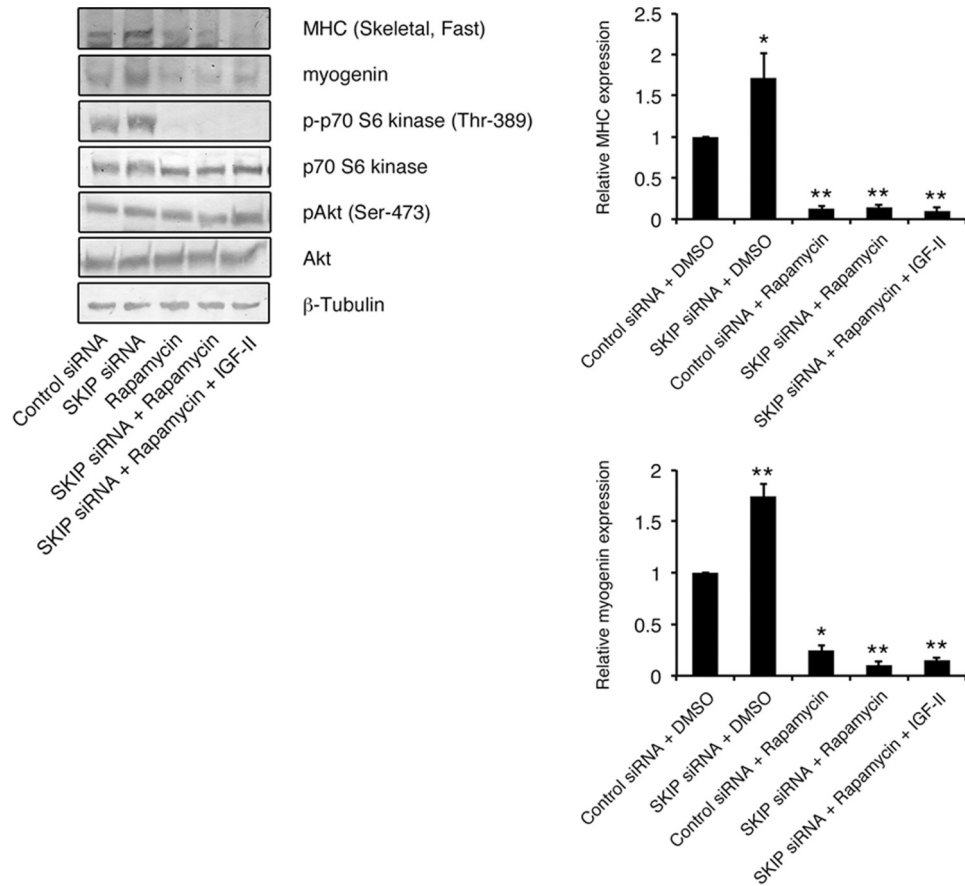 MHC (Skeletal, Fast)
myogenin
p-p70 S6 kinase (Thr-389)
p70 S6 kinase
pAkt (Ser-473)
Akt
β-Tubulin
Control siRNA
SKIP siRNA
Rapamycin
SKIP siRNA + Rapamycin
SKIP siRNA + Rapamycin + IGF-II
Relative MHC expression
2.5
2
1.5
1
0.5
0
*
**
**
**
Control siRNA + DMSO
SKIP siRNA + DMSO
Control siRNA + Rapamycin
SKIP siRNA + Rapamycin
SKIP siRNA + Rapamycin + IGF-II
Relative myogenin expression
2
1.5
1
0.5
0
**
*
**
**
Control siRNA + DMSO
SKIP siRNA + DMSO
Control siRNA + Rapamycin
SKIP siRNA + Rapamycin
SKIP siRNA + Rapamycin + IGF-II